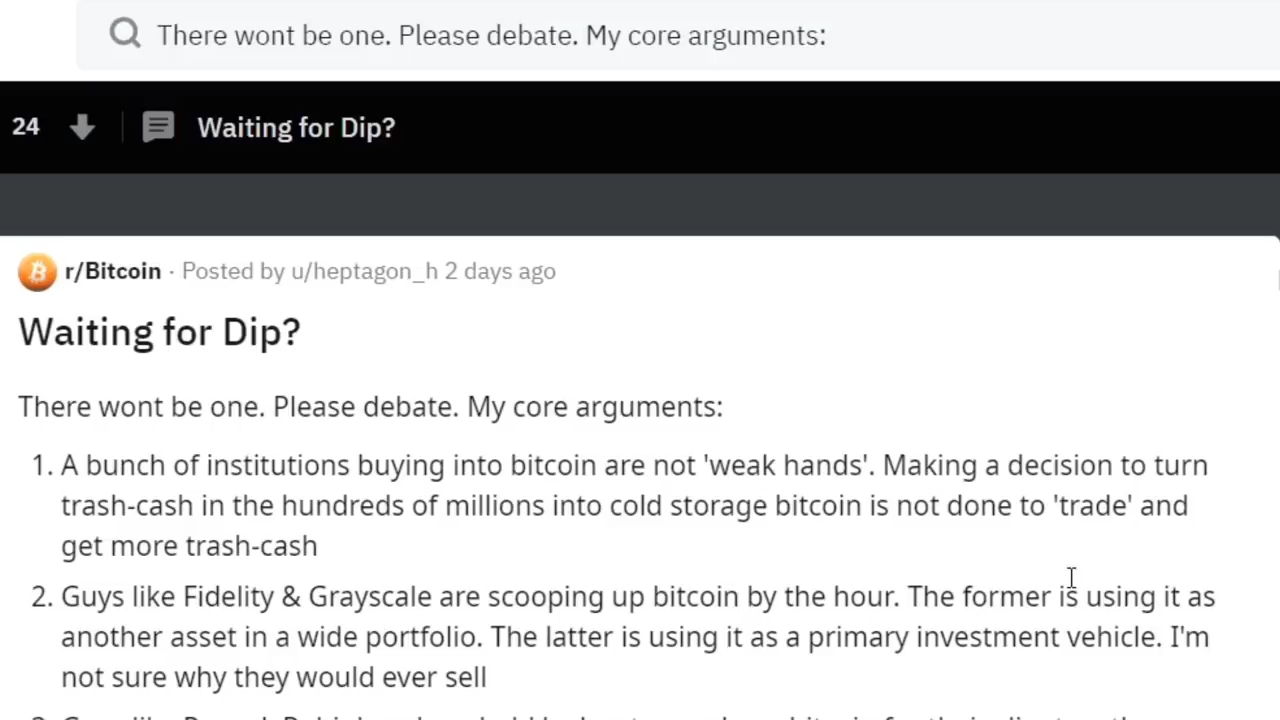 There wont be one. Please debate. My core arguments:
24
Waiting for Dip?
r/Bitcoin · Posted by u/heptagon_h 2 days ago
Waiting for Dip?
There wont be one. Please debate. My core arguments:
1. A bunch of institutions buying into bitcoin are not 'weak hands'. Making a decision to turn
trash-cash in the hundreds of millions into cold storage bitcoin is not done to 'trade' and
get more trash-cash
2. Guys like Fidelity & Grayscale are scooping up bitcoin by the hour. The former is using it as
another asset in a wide portfolio. The latter is using it as a primary investment vehicle. I'm
not sure why they would ever sell